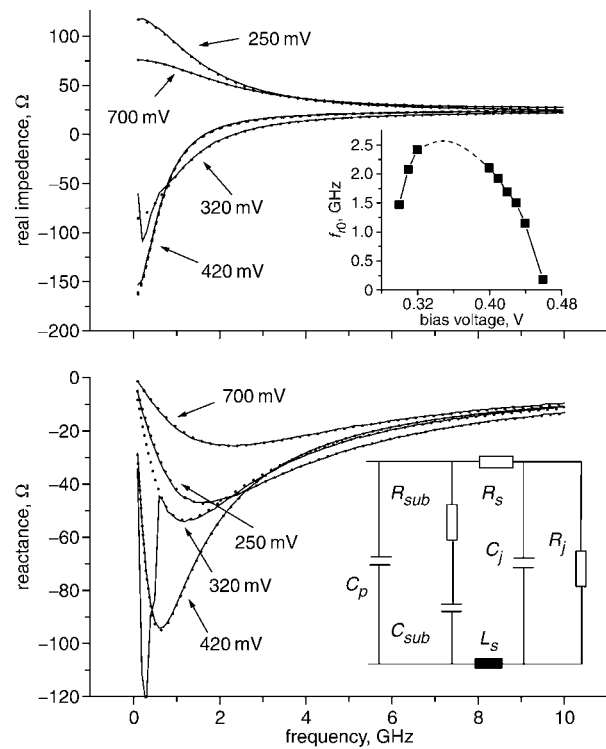 100
50
0
−50
−100
−150
−200
real impedence, Ω
250 mV
700 mV
320 mV
420 mV
2.5
2.0
1.5
1.0
0.5
0
f_r0, GHz
0.32 0.40 0.48
bias voltage, V
0
−20
−40
−60
−80
−100
−120
reactance, Ω
700 mV
250 mV
320 mV
420 mV
R_sub
R_s
C_j
R_j
C_p
C_sub
L_s
0 2 4 6 8 10
frequency, GHz